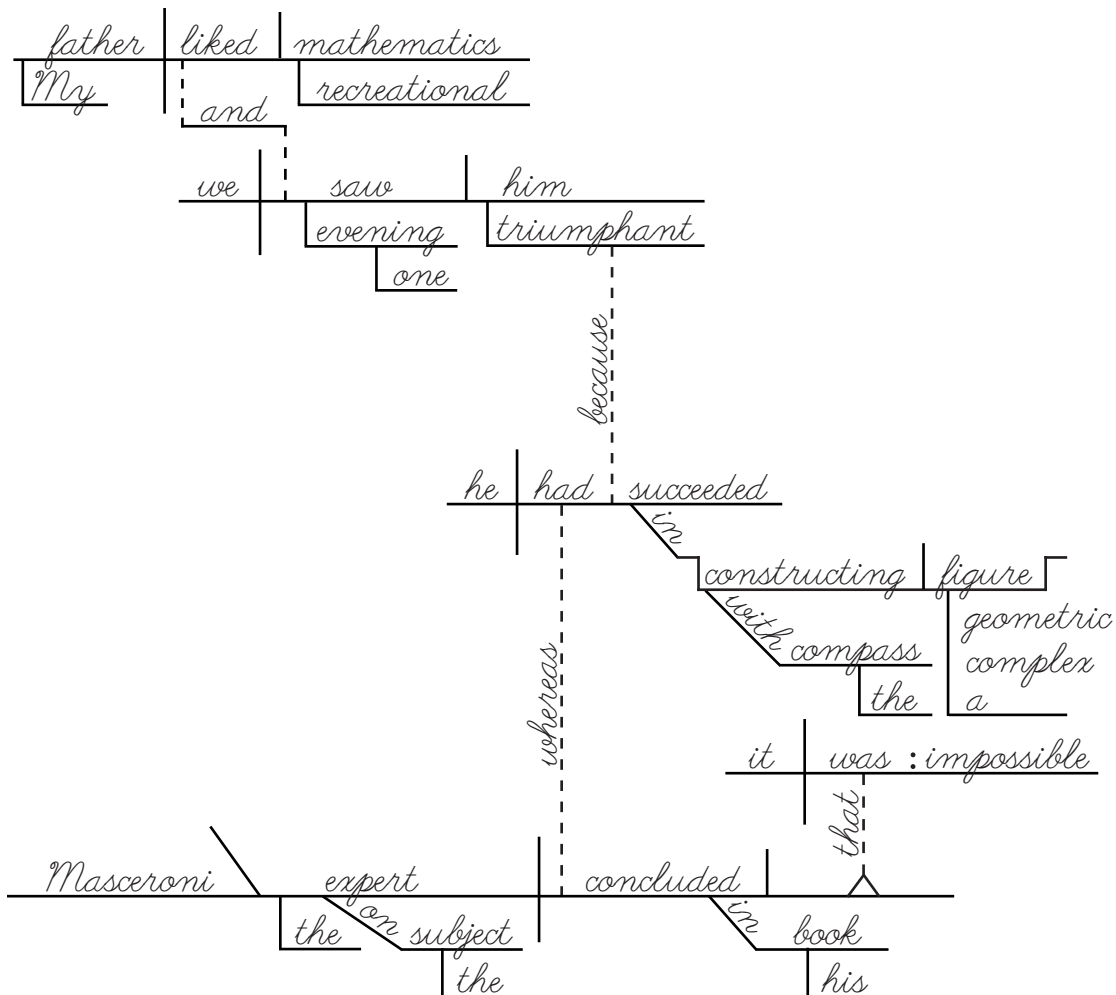 father liked mathematics
My recreational
and
we saw him
evening triumphant
one
because
he had succeeded
in
constructing figure
with geometric
compass complex
the a
whereas
it was : impossible
that
Masceroni expert concluded
the on subject in book
the his